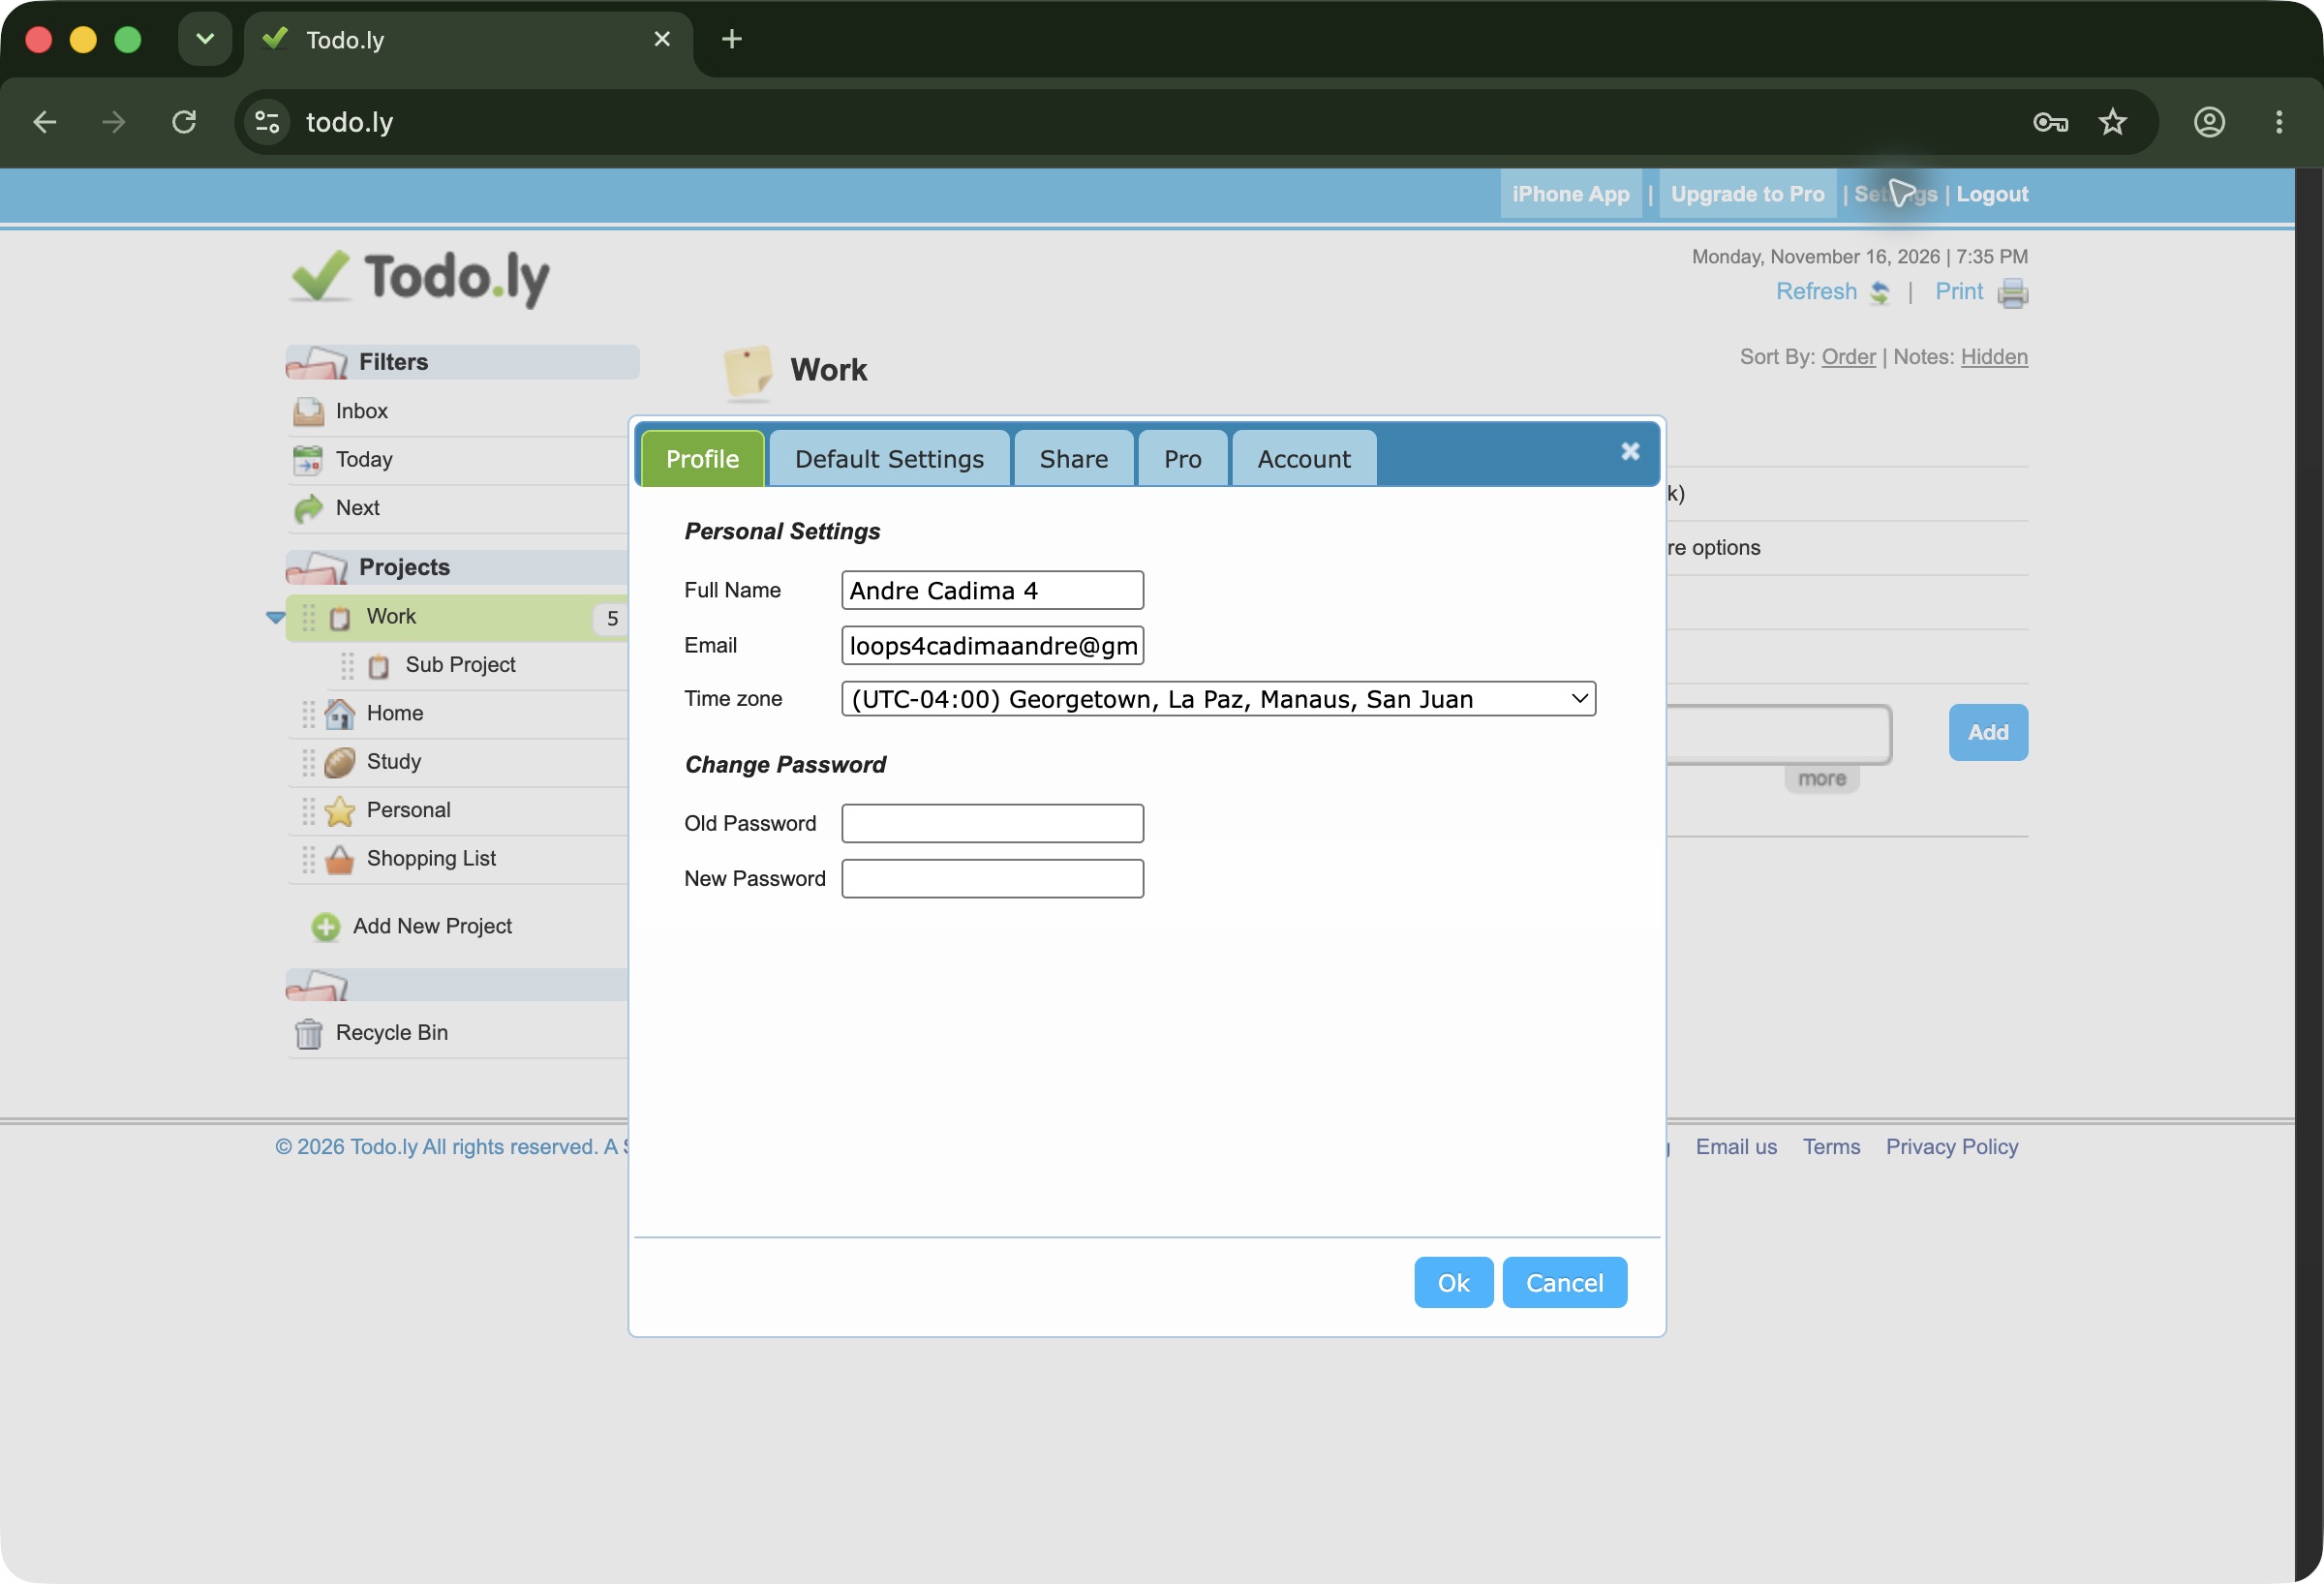 Todo.ly
todo.ly
iPhone App | Upgrade to Pro | Settings | Logout
Todo.ly
Monday, November 16, 2026 | 7:35 PM
Refresh | Print
Filters
Inbox
Today
Next
Projects
Work 5
Sub Project
Home
Study
Personal
Shopping List
Add New Project
Recycle Bin
Work
Sort By: Order | Notes: Hidden
k)
re options
Add
more
Profile Default Settings Share Pro Account
Personal Settings
Full Name Andre Cadima 4
Email loops4cadimaandre@gm
Time zone (UTC-04:00) Georgetown, La Paz, Manaus, San Juan
Change Password
Old Password
New Password
Ok Cancel
© 2026 Todo.ly All rights reserved. A
Email us Terms Privacy Policy